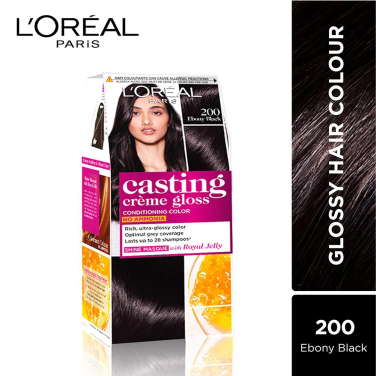 L'ORÉAL
PARiS
HAIR COLOURANTS CAN CAUSE SEVERE ALLERGIC REACTIONS.
L'ORÉAL
PARIS
200
Ebony Black
casting
crème gloss
CONDITIONING COLOR
NO AMMONIA
Rich, ultra-glossy color
Optimal grey coverage
Lasts up to 28 shampoos*
SHINE MASQUE with Royal Jelly
GLOSSY HAIR COLOUR
200
Ebony Black